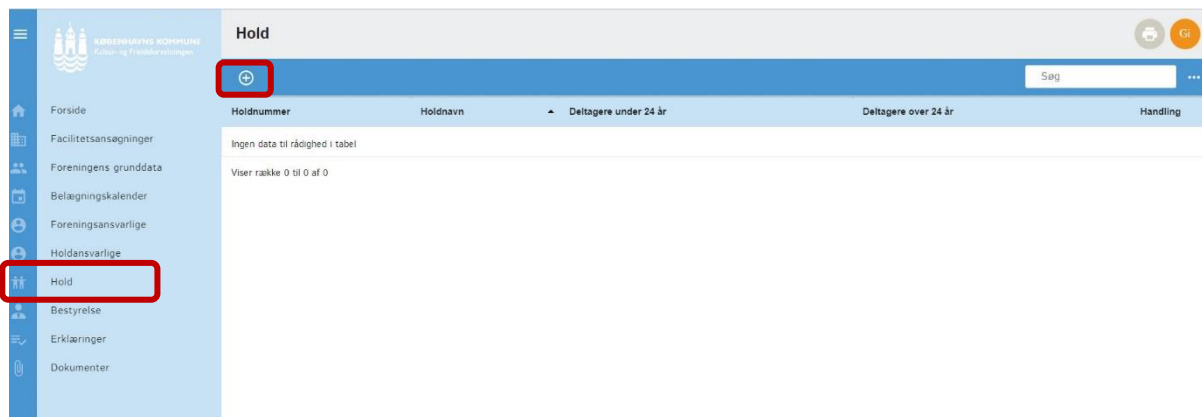 KØBENHAVNS KOMMUNE
Kultur- og Fritidsforvaltningen
Hold
Gi
Søg
Forside
Facilitetsansøgninger
Foreningens grunddata
Belægningskalender
Foreningsansvarlige
Holdansvarlige
Hold
Bestyrelse
Erklæringer
Dokumenter
Holdnummer Holdnavn Deltagere under 24 år Deltagere over 24 år Handling
Ingen data til rådighed i tabel
Viser række 0 til 0 af 0